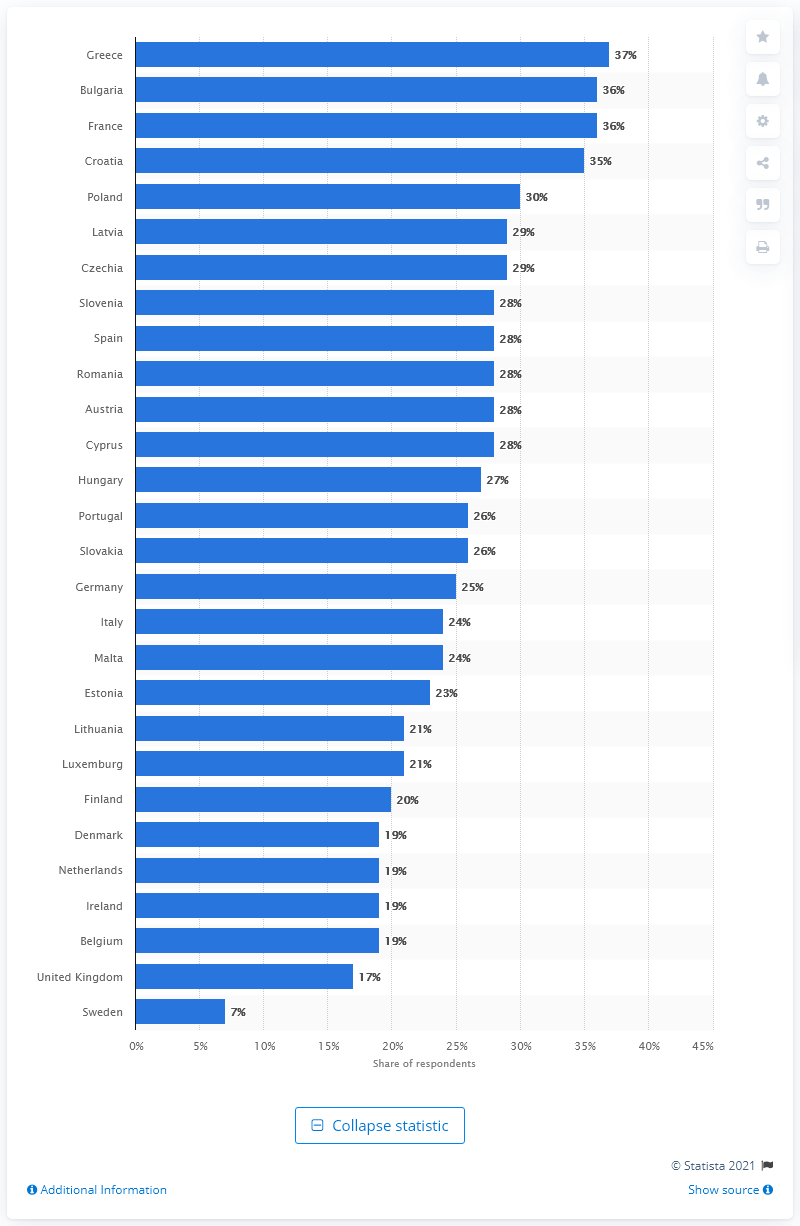 Greece 37%
Bulgaria 36%
France 36%
Croatia 35%
Poland 30%
Latvia 29%
Czechia 29%
Slovenia 28%
Spain 28%
Romania 28%
Austria 28%
Cyprus 28%
Hungary 27%
Portugal 26%
Slovakia 26%
Germany 25%
Italy 24%
Malta 24%
Estonia 23%
Lithuania 21%
Luxemburg 21%
Finland 20%
Denmark 19%
Netherlands 19%
Ireland 19%
Belgium 19%
United Kingdom 17%
Sweden 7%
0% 5% 10% 15% 20% 25% 30% 35% 40% 45%
Share of respondents
Collapse statistic
© Statista 2021
Additional Information Show source